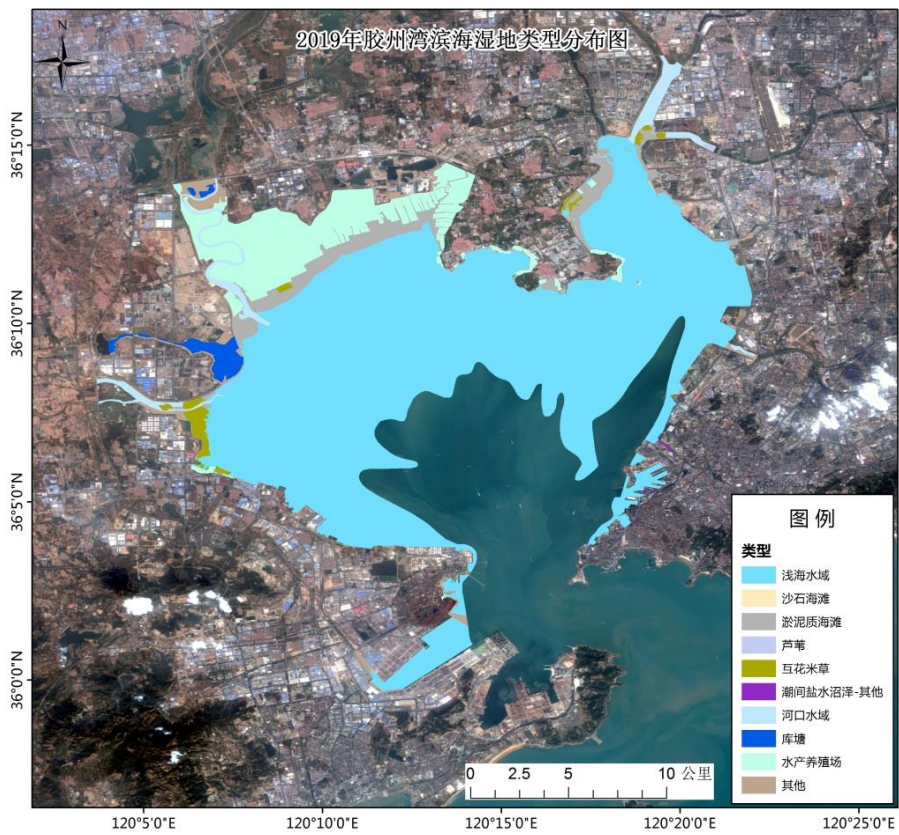 2019年胶州湾滨海湿地类型分布图
N
36°15'0"N
36°10'0"N
36°5'0"N
36°0'0"N
120°5'0"E
120°10'0"E
120°15'0"E
120°20'0"E
120°25'0"E
图例
类型
浅海水域
沙石海滩
淤泥质海滩
芦苇
互花米草
潮间盐水沼泽-其他
河口水域
库塘
水产养殖场
其他
0 2.5 5 10 公里